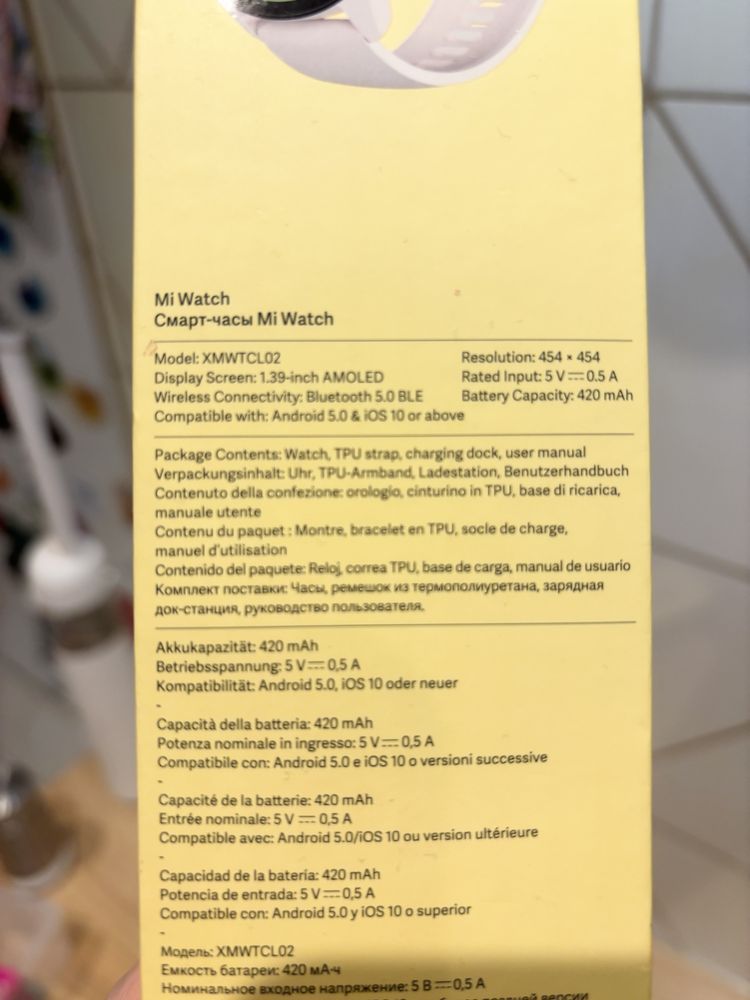 Mi Watch
Смарт-часы Mi Watch
Model: XMWTCL02
Resolution: 454 × 454
Display Screen: 1.39-inch AMOLED
Rated Input: 5 V⎓0.5 A
Wireless Connectivity: Bluetooth 5.0 BLE
Battery Capacity: 420 mAh
Compatible with: Android 5.0 & iOS 10 or above
Package Contents: Watch, TPU strap, charging dock, user manual
Verpackungsinhalt: Uhr, TPU-Armband, Ladestation, Benutzerhandbuch
Contenuto della confezione: orologio, cinturino in TPU, base di ricarica,
manuale utente
Contenu du paquet : Montre, bracelet en TPU, socle de charge,
manuel d'utilisation
Contenido del paquete: Reloj, correa TPU, base de carga, manual de usuario
Комплект поставки: Часы, ремешок из термополиуретана, зарядная
док-станция, руководство пользователя.
Akkukapazität: 420 mAh
Betriebsspannung: 5 V⎓0,5 A
Kompatibilität: Android 5.0, iOS 10 oder neuer
-
Capacità della batteria: 420 mAh
Potenza nominale in ingresso: 5 V⎓0,5 A
Compatibile con: Android 5.0 e iOS 10 o versioni successive
-
Capacité de la batterie: 420 mAh
Entrée nominale: 5 V⎓0,5 A
Compatible avec: Android 5.0/iOS 10 ou version ultérieure
-
Capacidad de la batería: 420 mAh
Potencia de entrada: 5 V⎓0,5 A
Compatible con: Android 5.0 y iOS 10 o superior
-
Модель: XMWTCL02
Емкость батареи: 420 мА·ч
Номинальное входное напряжение: 5 В⎓0,5 A
версии